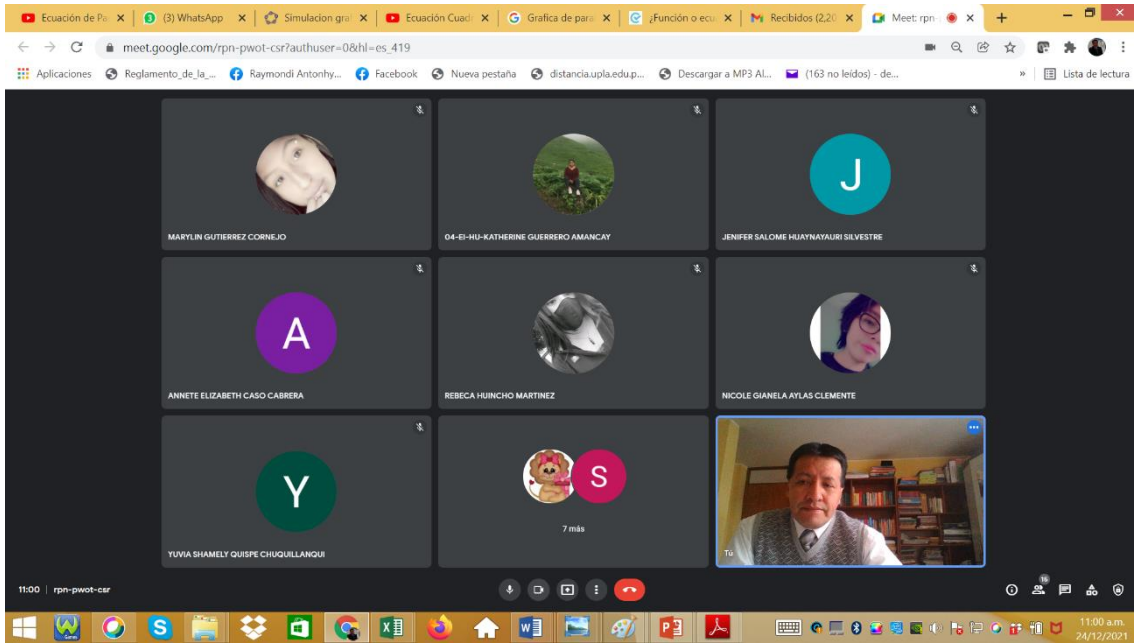 Ecuación de Pa
(3) WhatsApp
Simulacion gra
Ecuación Cuadr
Grafica de para
¿Función o ecu
Recibidos (2,20
Meet: rpn-
meet.google.com/rpn-pwot-csr?authuser=0&hl=es_419
Aplicaciones
Reglamento_de_la_...
Raymondi Antonhy...
Facebook
Nueva pestaña
distancia.upla.edu.p...
Descargar a MP3 Al...
(163 no leídos) - de...
»
Lista de lectura
MARYLIN GUTIERREZ CORNEJO
04-EI-HU-KATHERINE GUERRERO AMANCAY
J
JENIFER SALOME HUAYNAYAURI SILVESTRE
A
ANNETE ELIZABETH CASO CABRERA
REBECA HUINCHO MARTINEZ
NICOLE GIANELA AYLAS CLEMENTE
Y
YUVIA SHAMELY QUISPE CHUQUILLANQUI
S
7 más
Tú
11:00 | rpn-pwot-csr
16
11:00 a.m.
24/12/2021